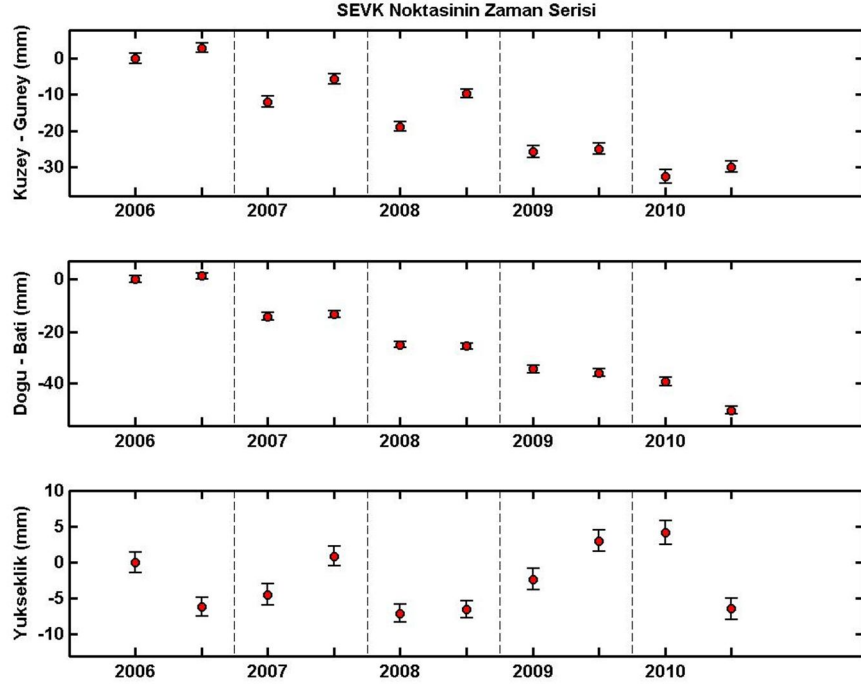 SEVK Noktasinin Zaman Serisi
Kuzey - Guney (mm)
0
-10
-20
-30
2006 2007 2008 2009 2010
Dogu - Bati (mm)
0
-20
-40
2006 2007 2008 2009 2010
Yukseklik (mm)
10
5
0
-5
-10
2006 2007 2008 2009 2010